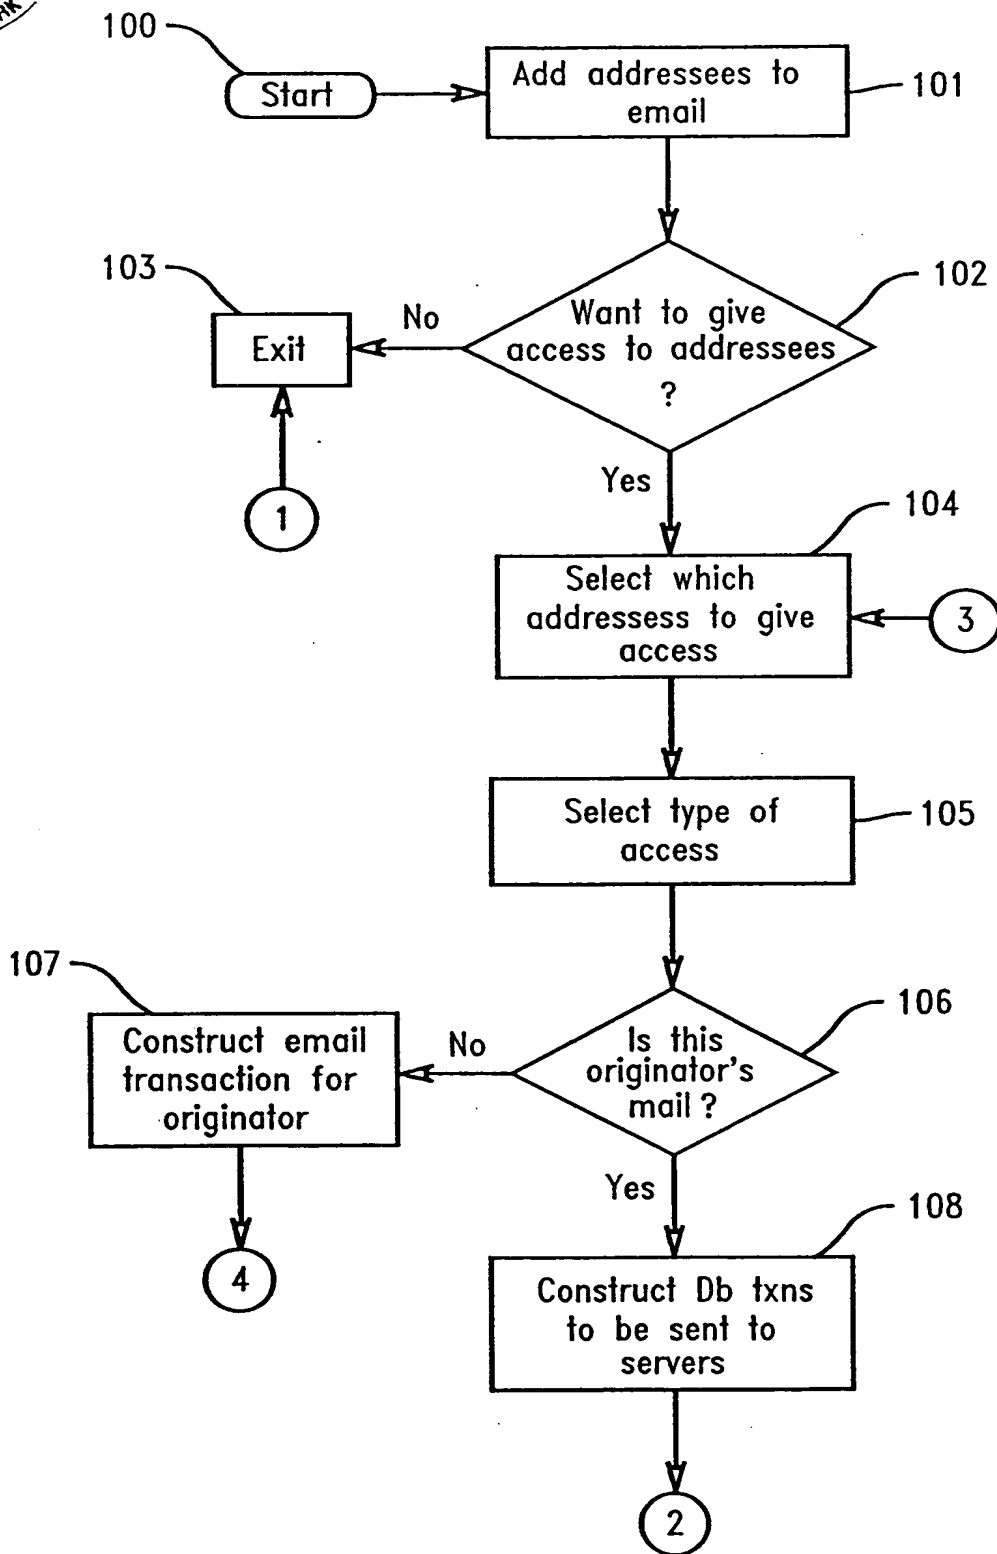 100
Start
Add addressees to
email
101
103
Exit
No
Want to give
access to addressees
?
102
1
Yes
104
Select which
addressess to give
access
3
Select type of
access
105
107
Construct email
transaction for
originator
No
Is this
originator's
mail ?
106
Yes
4
108
Construct Db txns
to be sent to
servers
2